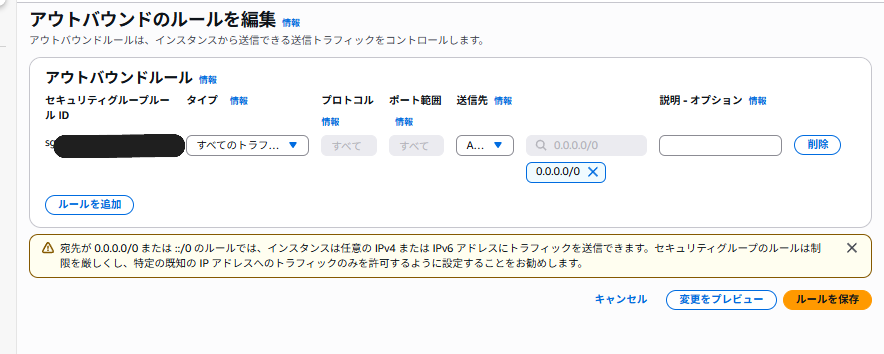 アウトバウンドのルールを編集 情報
アウトバウンドルールは、インスタンスから送信できる送信トラフィックをコントロールします。
アウトバウンドルール 情報
セキュリティグループルール ID
タイプ 情報
プロトコル 情報
ポート範囲 情報
送信先 情報
説明 - オプション 情報
sg
すべてのトラフ...
すべて
すべて
A...
0.0.0.0/0
削除
0.0.0.0/0
ルールを追加
宛先が 0.0.0.0/0 または ::/0 のルールでは、インスタンスは任意の IPv4 または IPv6 アドレスにトラフィックを送信できます。セキュリティグループのルールは制
限を厳しくし、特定の既知の IP アドレスへのトラフィックのみを許可するように設定することをお勧めします。
キャンセル
変更をプレビュー
ルールを保存